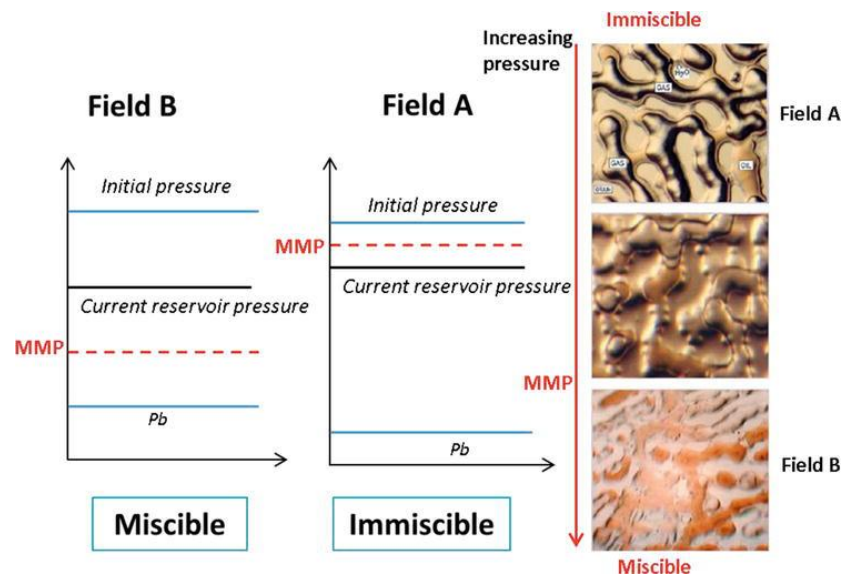 Field B
Initial pressure
Current reservoir pressure
MMP
Pb
Miscible
Field A
Initial pressure
MMP
Current reservoir pressure
Pb
Immiscible
Increasing
pressure
MMP
Immiscible
H₂O
GAS
GAS
OIL
Field A
Field B
Miscible